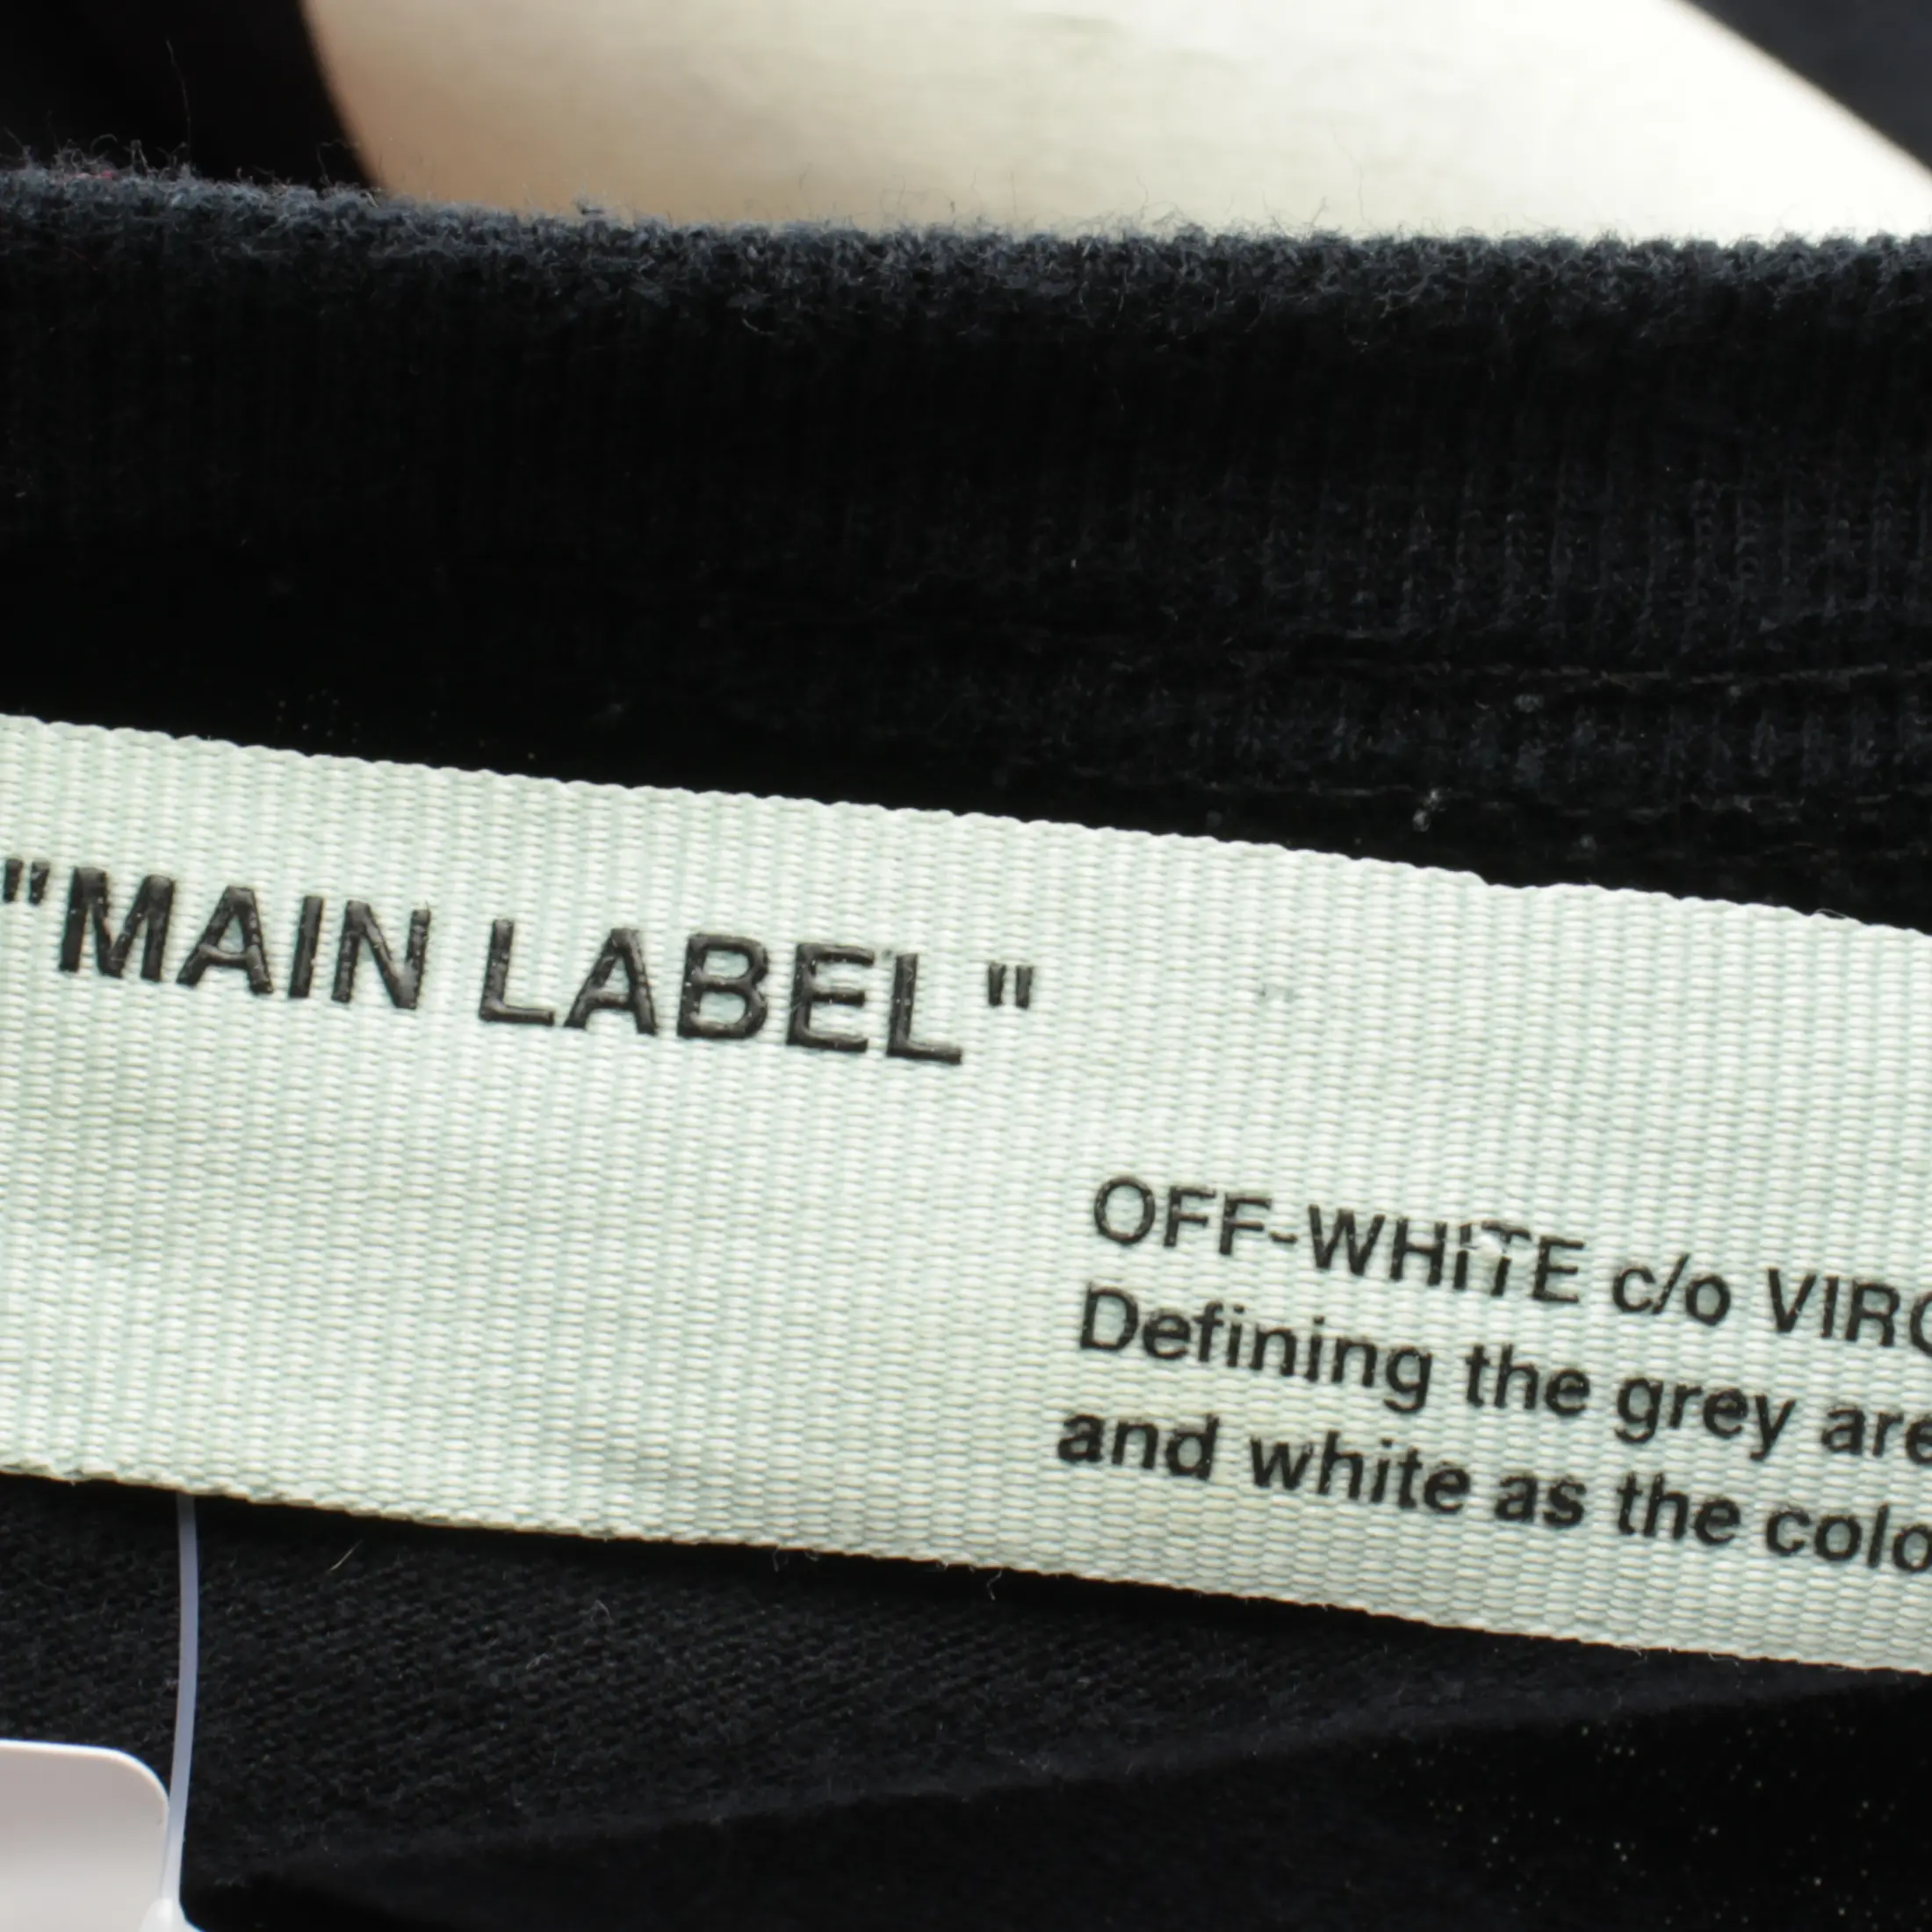 "MAIN LABEL"
OFF-WHITE c/o
Defining the grey
and white as the